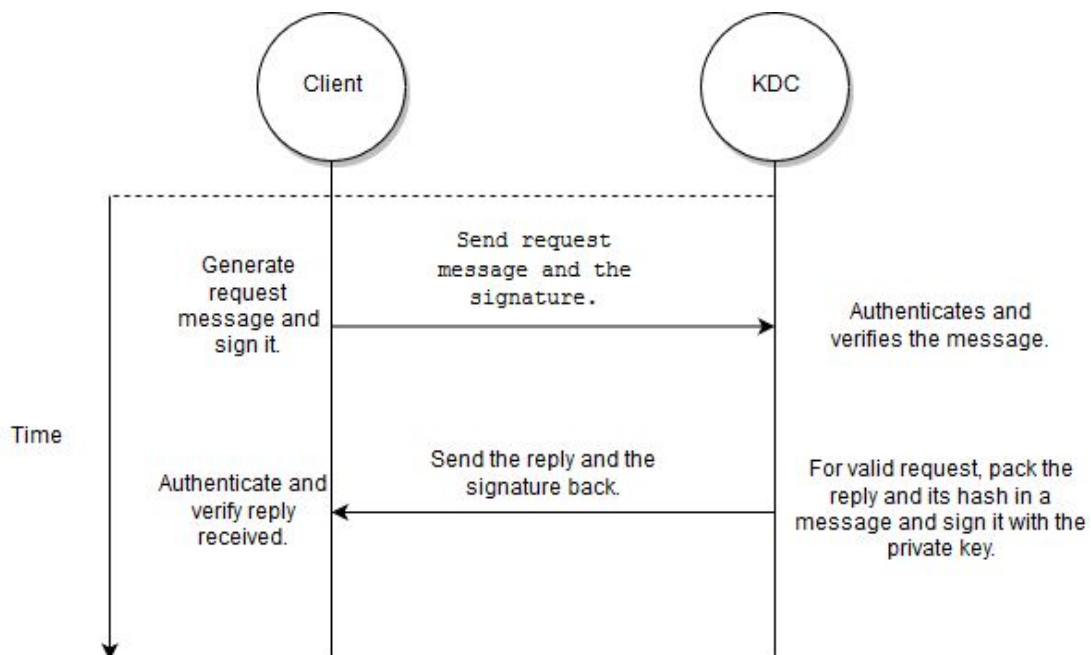 Client
KDC
Generate
request
message and
sign it.
Send request
message and the
signature.
Authenticates and
verifies the message.
Time
Authenticate and
verify reply
received.
Send the reply and the
signature back.
For valid request, pack the
reply and its hash in a
message and sign it with the
private key.